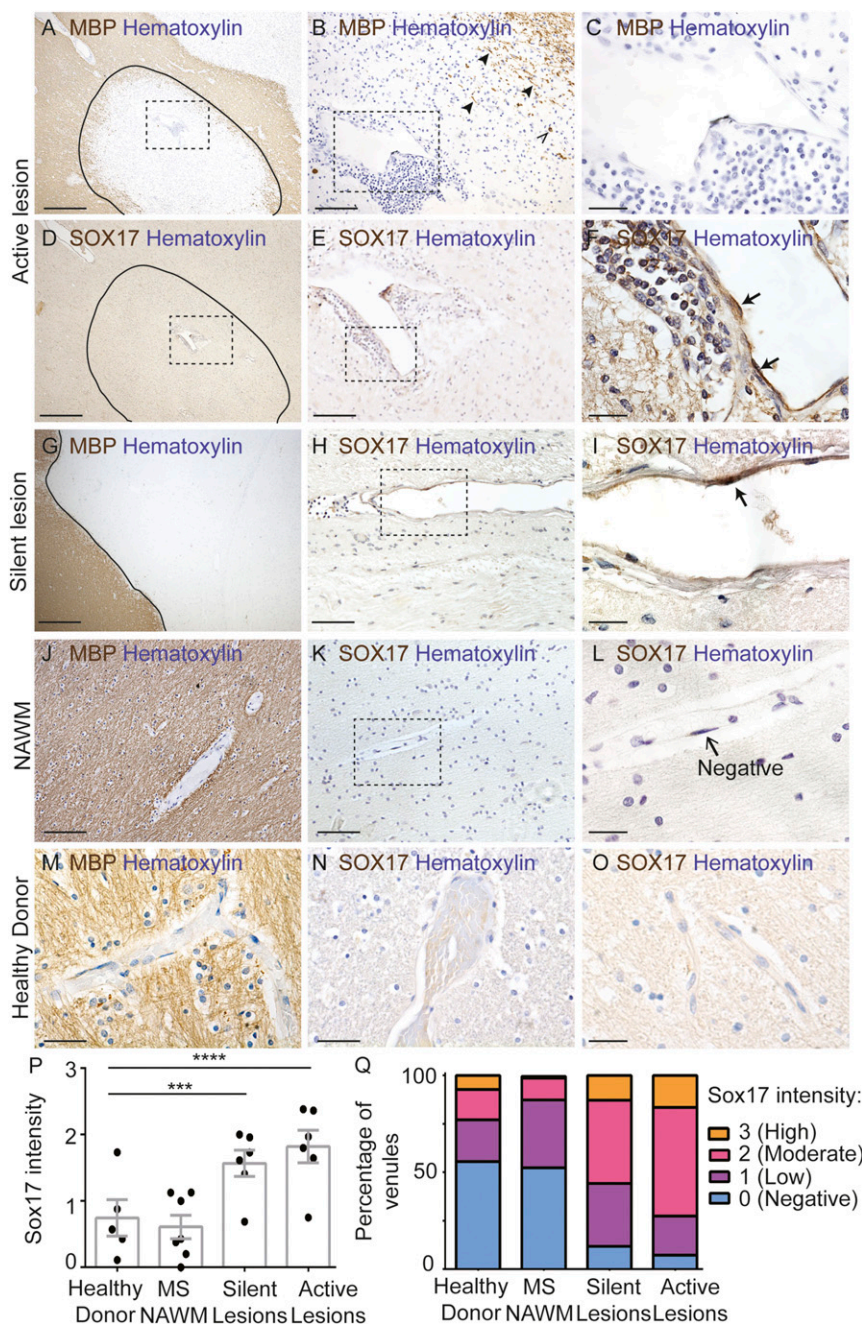 A MBP Hematoxylin
B MBP Hematoxylin
C MBP Hematoxylin
Active lesion
D SOX17 Hematoxylin
E SOX17 Hematoxylin
F SOX17 Hematoxylin
G MBP Hematoxylin
H SOX17 Hematoxylin
I SOX17 Hematoxylin
Silent lesion
J MBP Hematoxylin
K SOX17 Hematoxylin
L SOX17 Hematoxylin
NAWM
Negative
M MBP Hematoxylin
N SOX17 Hematoxylin
O SOX17 Hematoxylin
Healthy Donor
P
****
***
3
2
1
0
Sox17 intensity
Healthy Donor
MS NAWM
Silent Lesions
Active Lesions
Q
100
50
0
Percentage of
venules
Healthy Donor
MS NAWM
Silent Lesions
Active Lesions
Sox17 intensity:
3 (High)
2 (Moderate)
1 (Low)
0 (Negative)